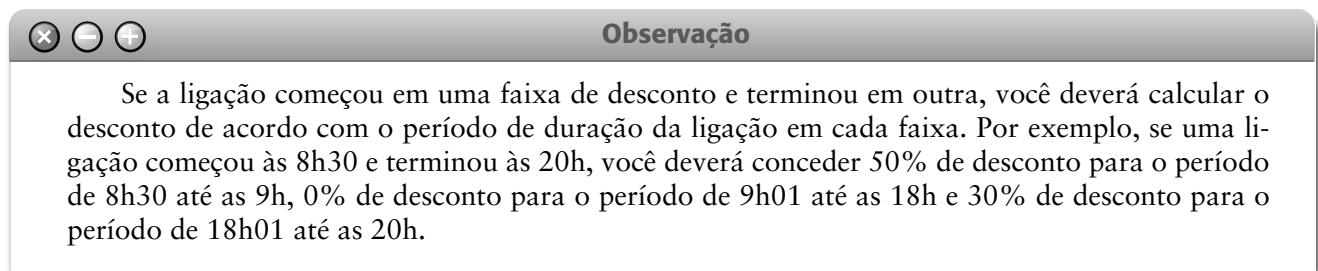 Observação
Se a ligação começou em uma faixa de desconto e terminou em outra, você deverá calcular o
desconto de acordo com o período de duração da ligação em cada faixa. Por exemplo, se uma li-
gação começou às 8h30 e terminou às 20h, você deverá conceder 50% de desconto para o período
de 8h30 até as 9h, 0% de desconto para o período de 9h01 até as 18h e 30% de desconto para o
período de 18h01 até as 20h.